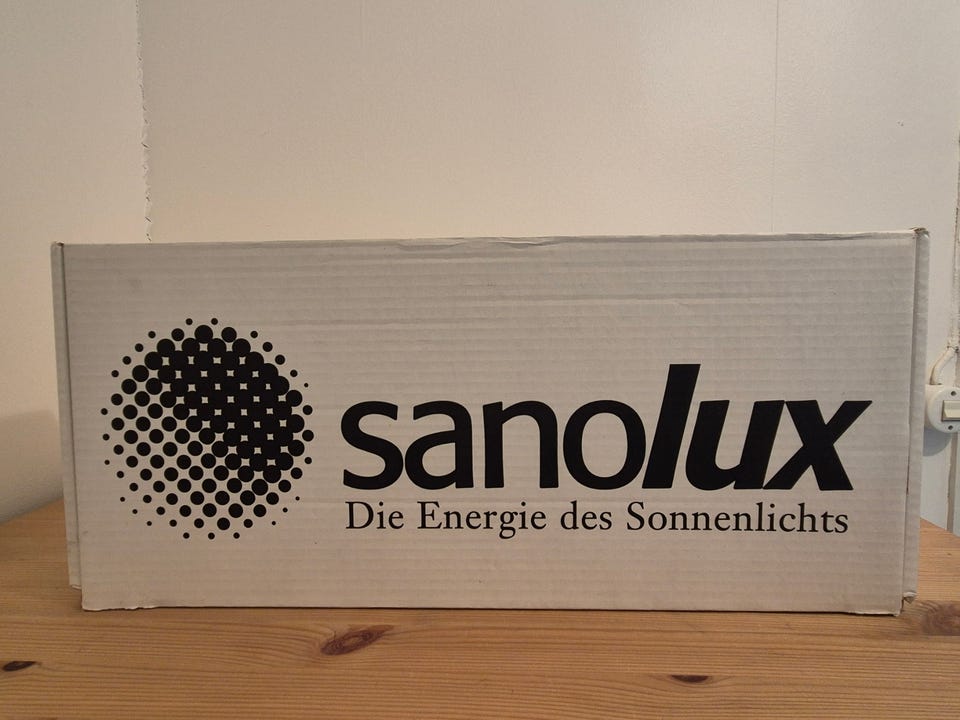 sanolux
Die Energie des Sonnenlichts